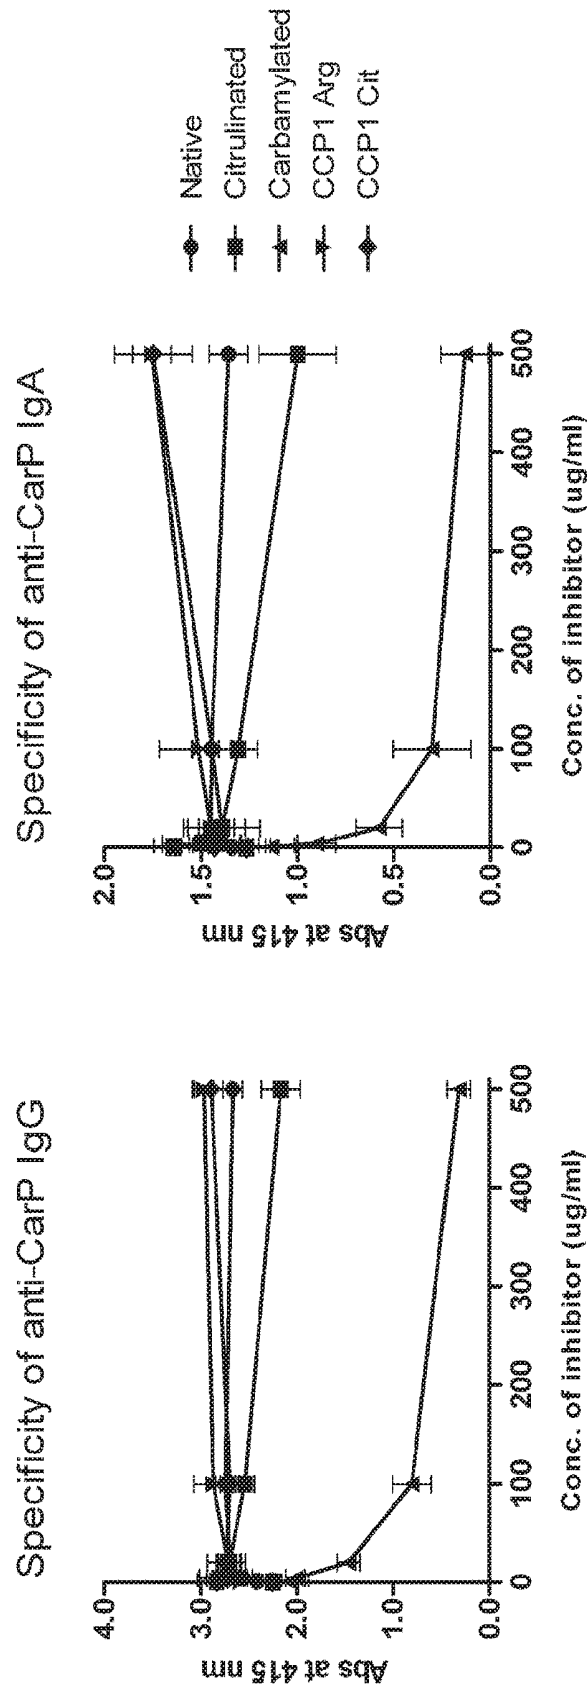 Specificity of anti-CarP IgG
4.0
3.0
2.0
1.0
0.0
Abs at 415 nm
0 100 200 300 400 500
Conc. of inhibitor (ug/ml)
Specificity of anti-CarP IgA
2.0
1.5
1.0
0.5
0.0
Abs at 415 nm
0 100 200 300 400 500
Conc. of inhibitor (ug/ml)
Native
Citrulinated
Carbamylated
CCP1 Arg
CCP1 Cit